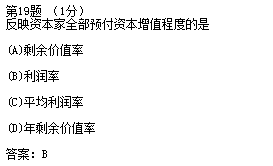 第19题 (1分)
反映资本家全部预付资本增值程度的是
(A)剩余价值率
(B)利润率
(C)平均利润率
(D)年剩余价值率
答案：B